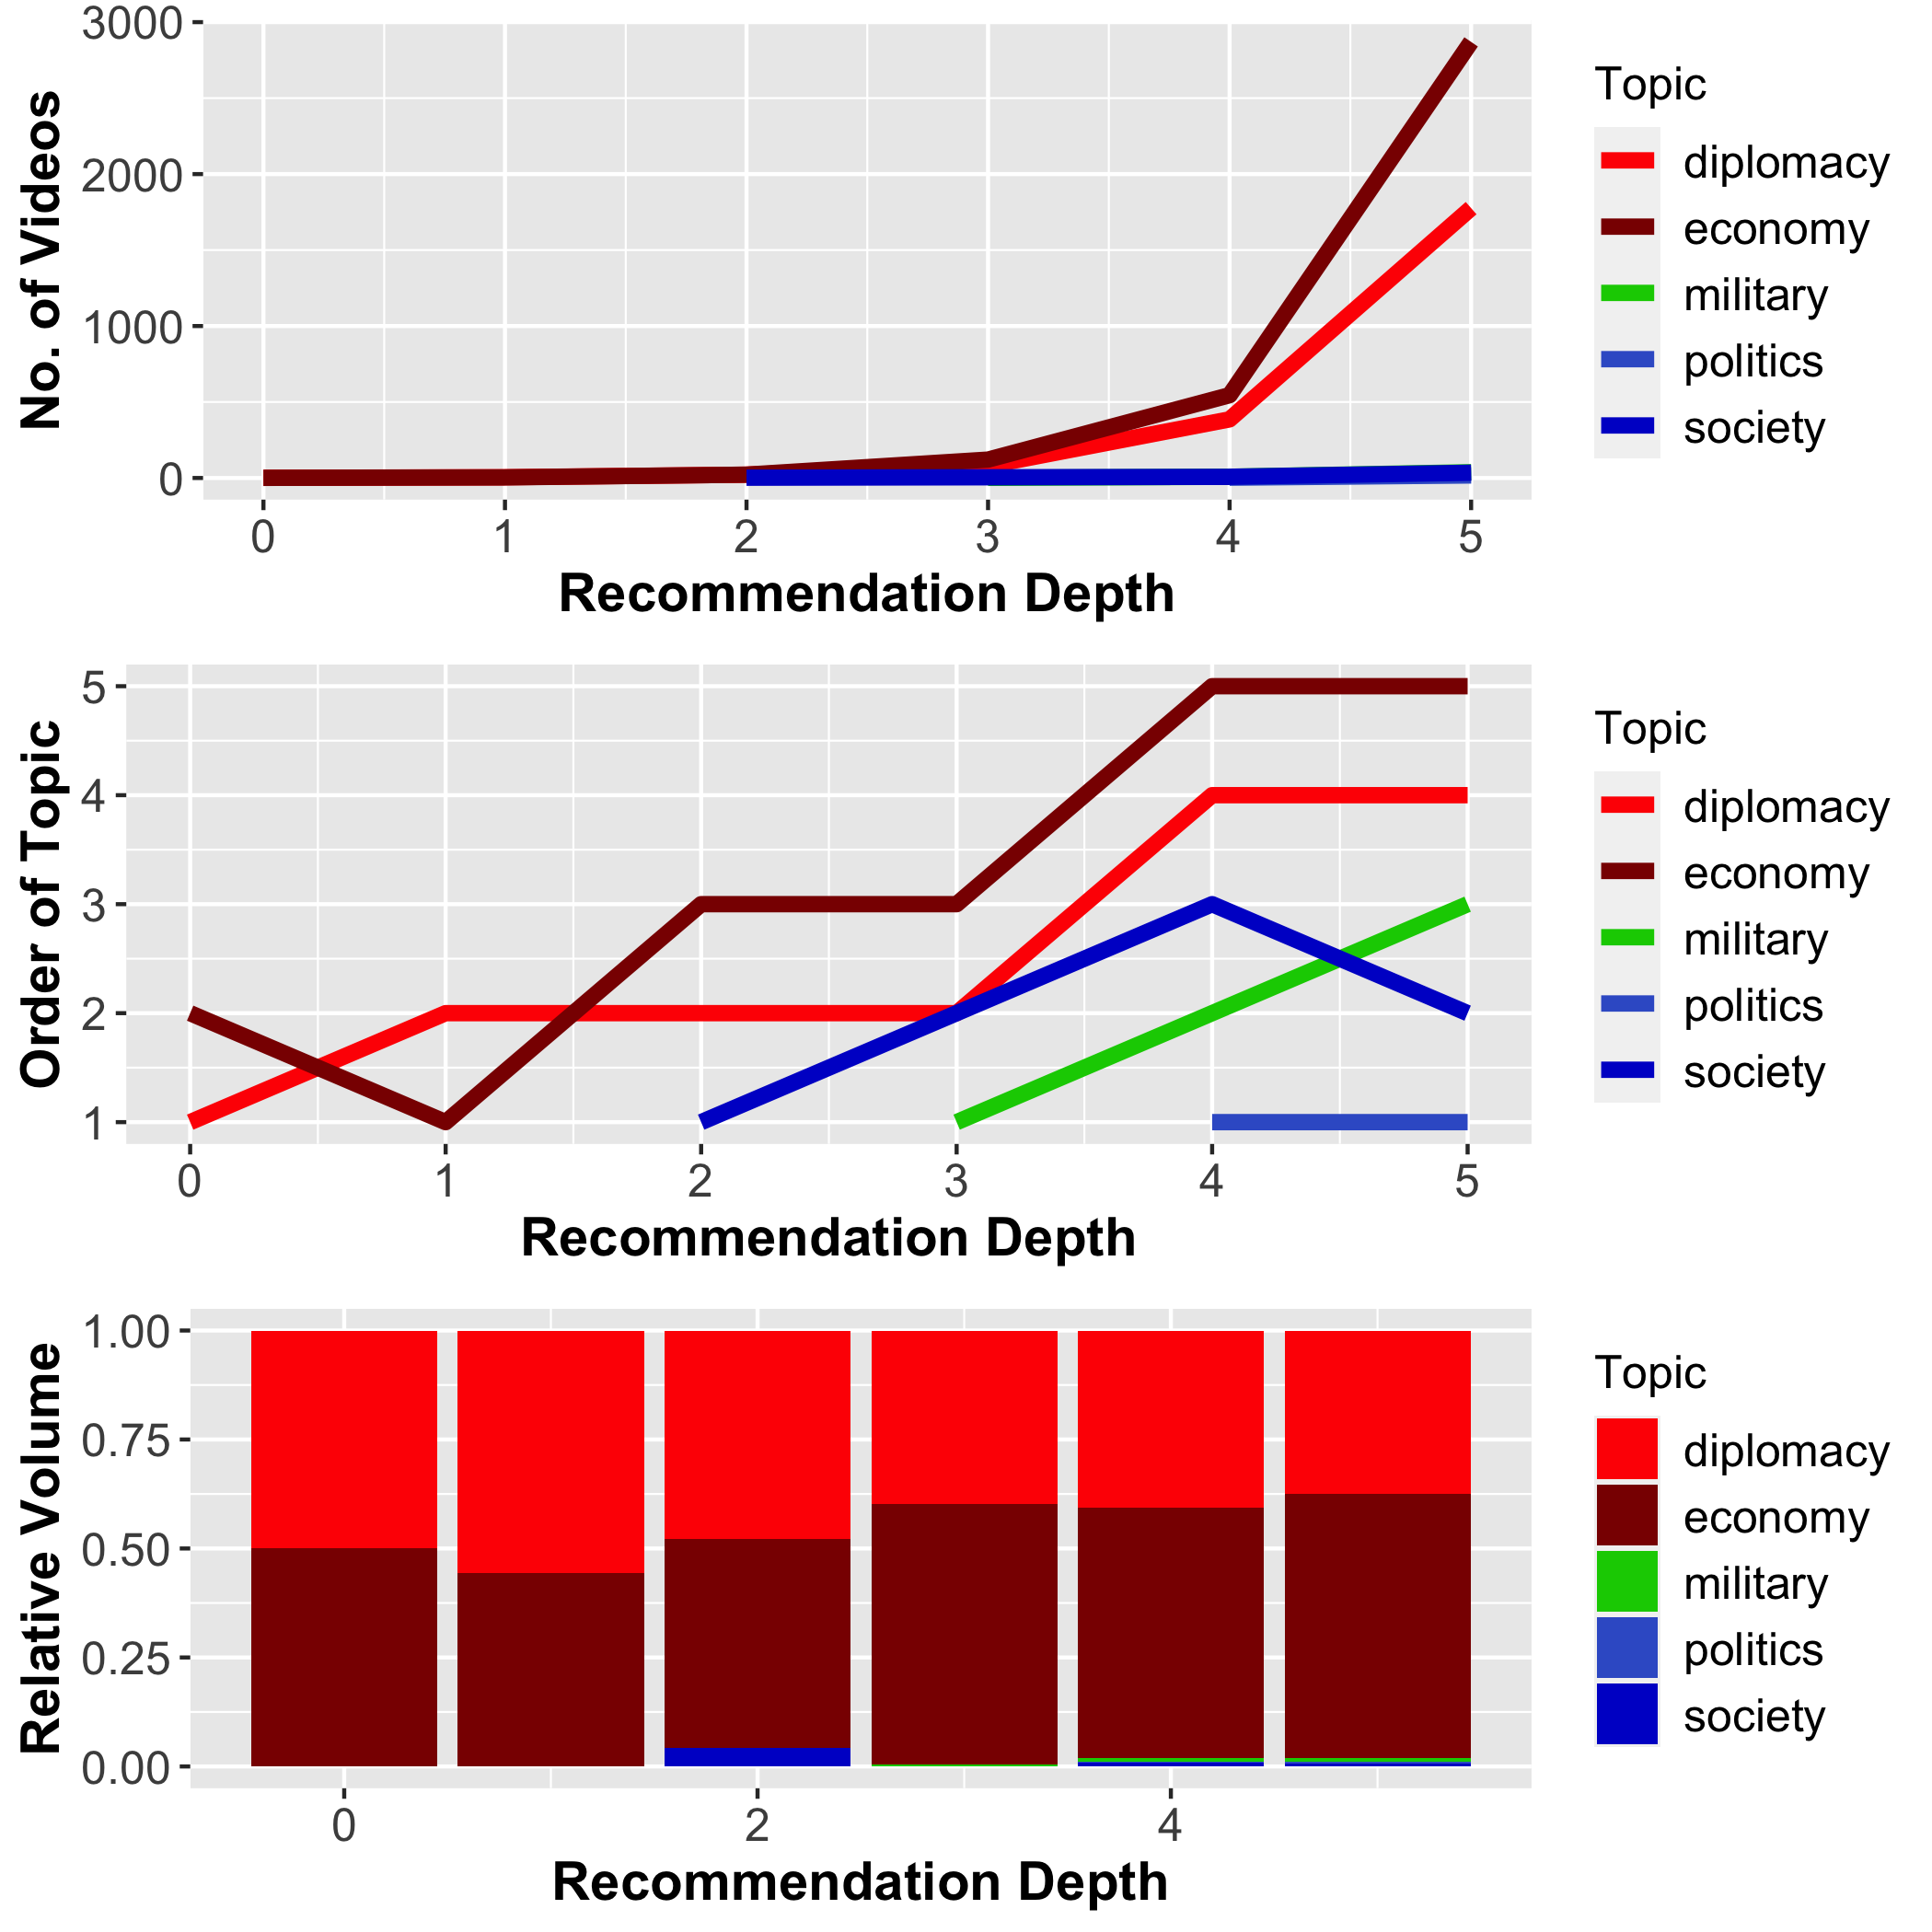 No. of Videos
3000
2000
1000
0
0 1 2 3 4 5
Recommendation Depth
Topic
diplomacy
economy
military
politics
society
Order of Topic
5
4
3
2
1
0 1 2 3 4 5
Recommendation Depth
Topic
diplomacy
economy
military
politics
society
Relative Volume
1.00
0.75
0.50
0.25
0.00
0 2 4
Recommendation Depth
Topic
diplomacy
economy
military
politics
society